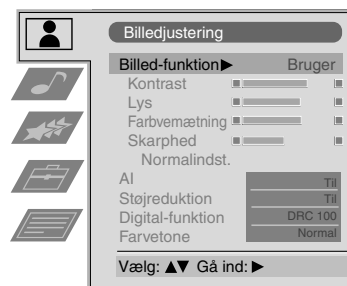 Billedjustering
Billed-funktion▶ Bruger
Kontrast
Lys
Farbvemætning
Skarphed
Normalindst.
AI Til
Støjreduktion Til
Digital-funktion DRC 100
Farvetone Normal
Vælg: ▲▼ Gå ind: ▶